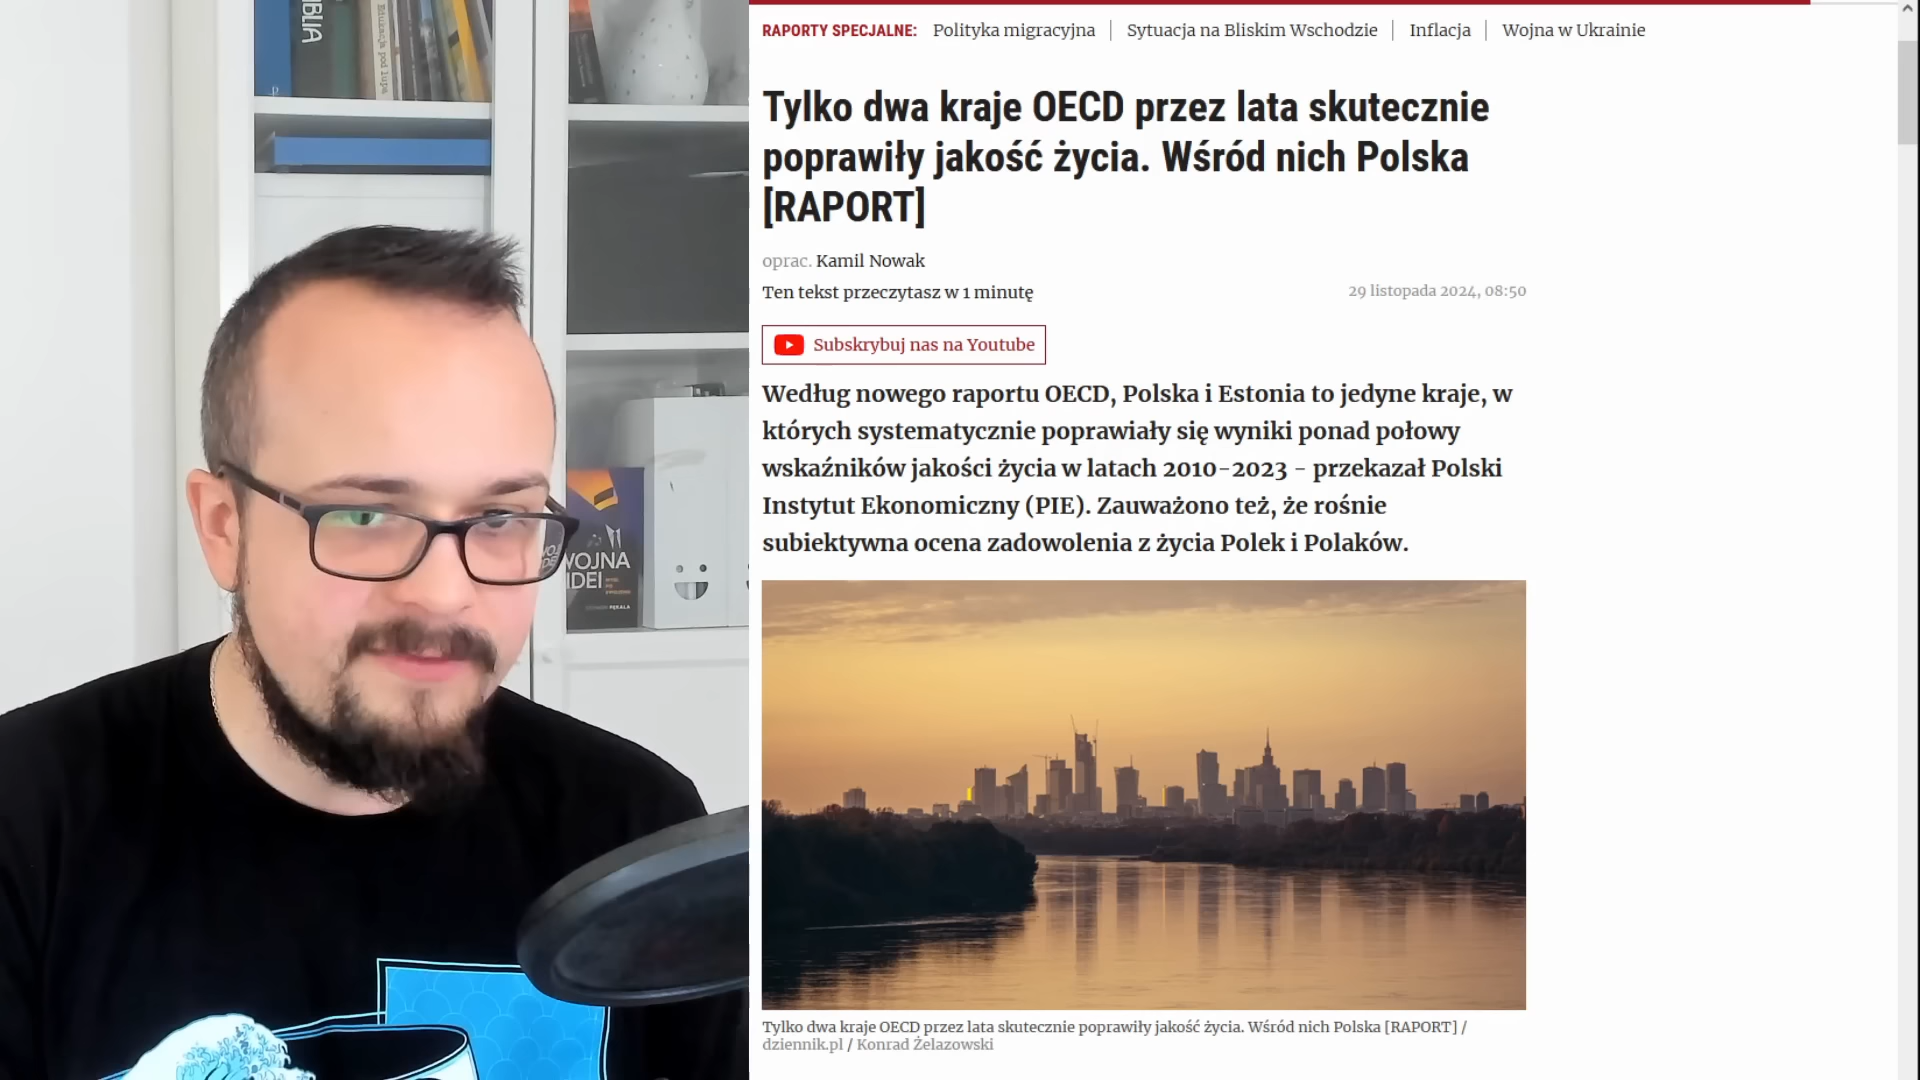 BIBLIA
Edukacja pod lupą
WOJNA
IDEI
RAPORTY SPECJALNE: Polityka migracyjna | Sytuacja na Bliskim Wschodzie | Inflacja | Wojna w Ukrainie
Tylko dwa kraje OECD przez lata skutecznie
poprawiły jakość życia. Wśród nich Polska
[RAPORT]
oprac. Kamil Nowak
Ten tekst przeczytasz w 1 minutę
29 listopada 2024, 08:50
Subskrybuj nas na Youtube
Według nowego raportu OECD, Polska i Estonia to jedyne kraje, w
których systematycznie poprawiały się wyniki ponad połowy
wskaźników jakości życia w latach 2010-2023 - przekazał Polski
Instytut Ekonomiczny (PIE). Zauważono też, że rośnie
subiektywna ocena zadowolenia z życia Polek i Polaków.
Tylko dwa kraje OECD przez lata skutecznie poprawiły jakość życia. Wśród nich Polska [RAPORT] /
dziennik.pl / Konrad Żelazowski